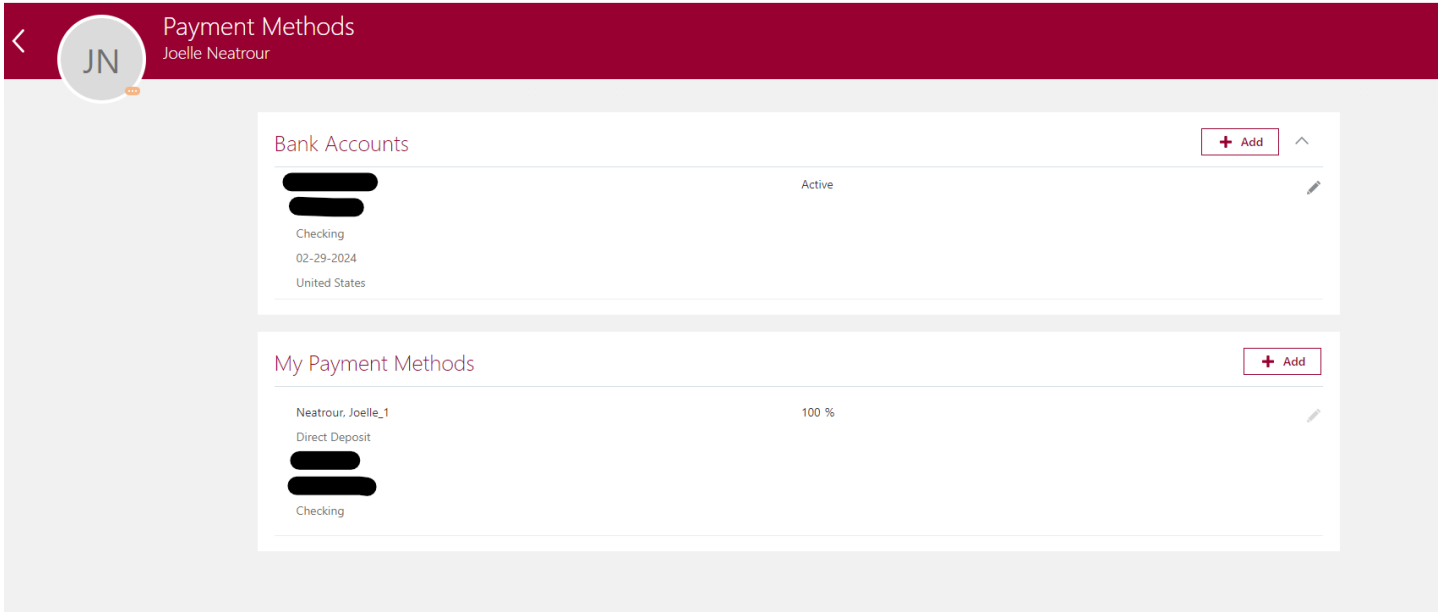 Payment Methods
JN
Joelle Neatrour
Bank Accounts
+ Add
Active
Checking
02-29-2024
United States
My Payment Methods
+ Add
Neatrour, Joelle_1
100 %
Direct Deposit
Checking